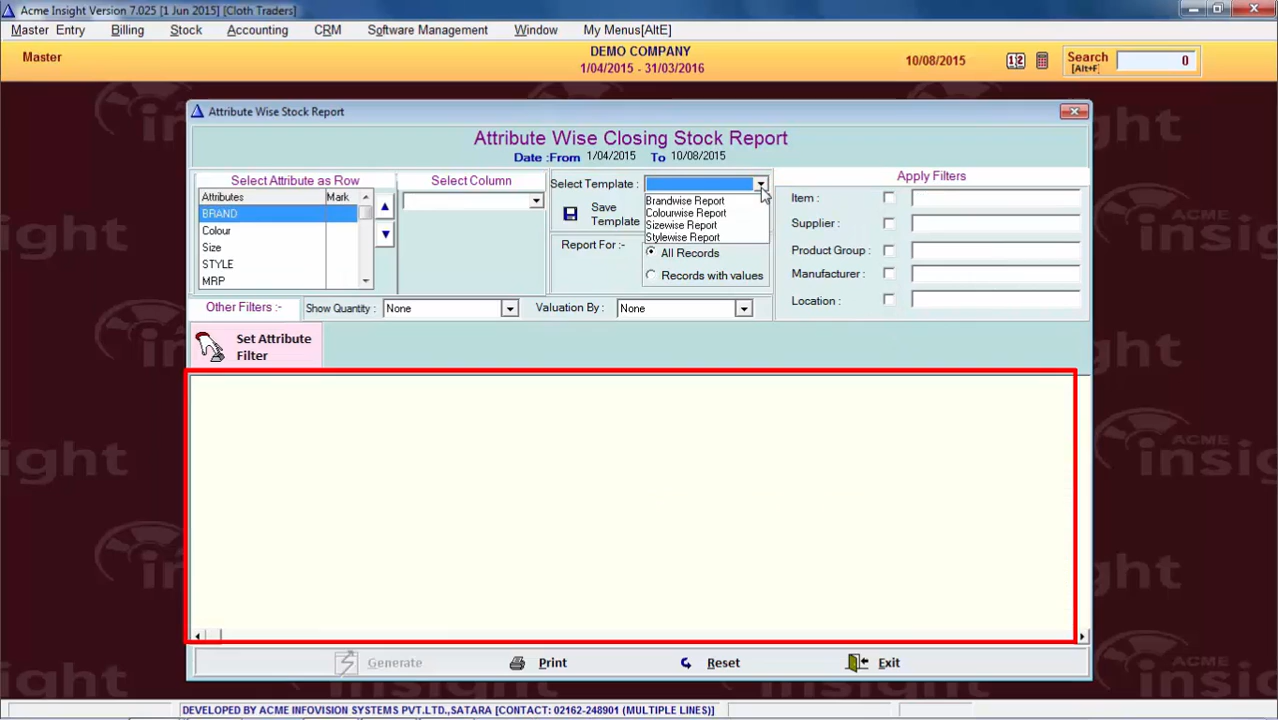 Acme Insight Version 7.025 [1 Jun 2015] [Cloth Traders]
Master Entry Billing Stock Accounting CRM Software Management Window My Menus[AltE]
Master
DEMO COMPANY
1/04/2015 - 31/03/2016
10/08/2015
12
Search
[Alt+F]
0
Attribute Wise Stock Report
Attribute Wise Closing Stock Report
Date :From 1/04/2015 To 10/08/2015
Select Attribute as Row
Attributes Mark
BRAND
Colour
Size
STYLE
MRP
Select Column
Select Template :
Brandwise Report
Colourwise Report
Sizewise Report
Stylewise Report
Save
Template
Report For :-
All Records
Records with values
Apply Filters
Item :
Supplier :
Product Group :
Manufacturer :
Location :
Other Filters :- Show Quantity : None Valuation By : None
Set Attribute
Filter
Generate Print Reset Exit
DEVELOPED BY ACME INFOVISION SYSTEMS PVT.LTD.,SATARA [CONTACT: 02162-248901 (MULTIPLE LINES)]
ACME
insight